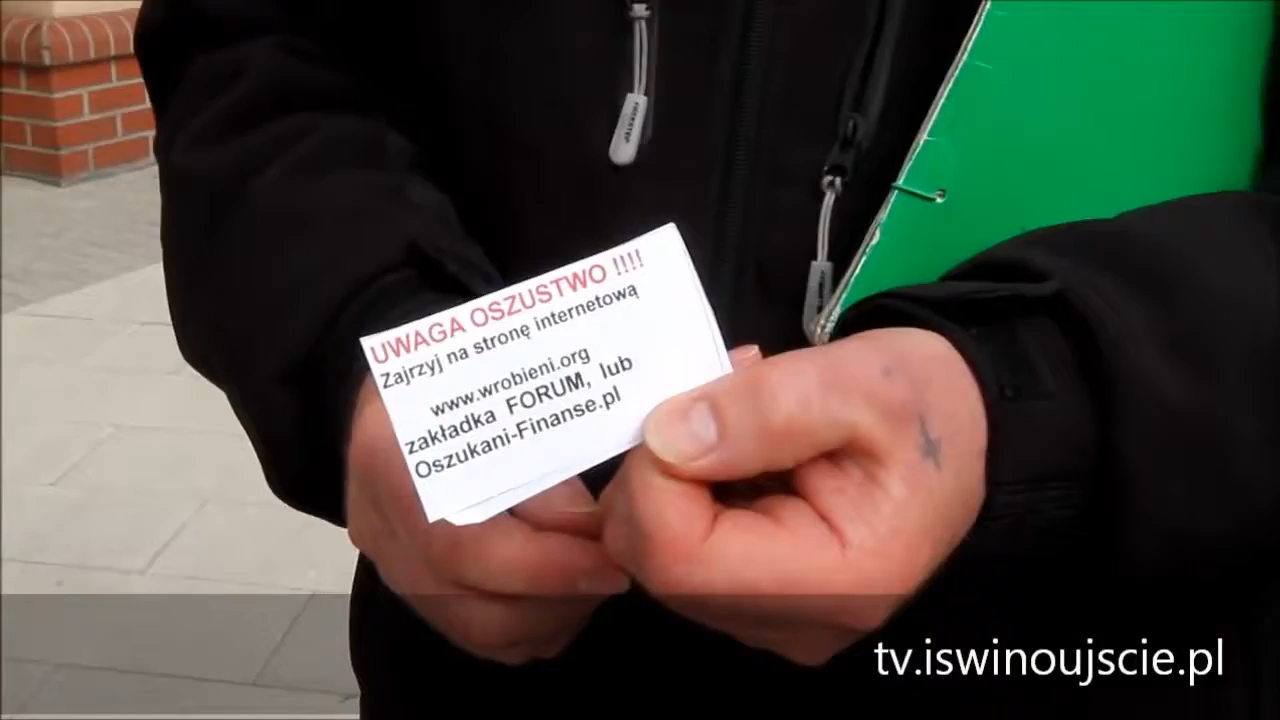 UWAGA OSZUSTWO !!!!
Zajrzyj na stronę internetową
www.wrobieni.org
zakładka FORUM, lub
Oszukani-Finanse.pl
tv.iswinoujscie.pl